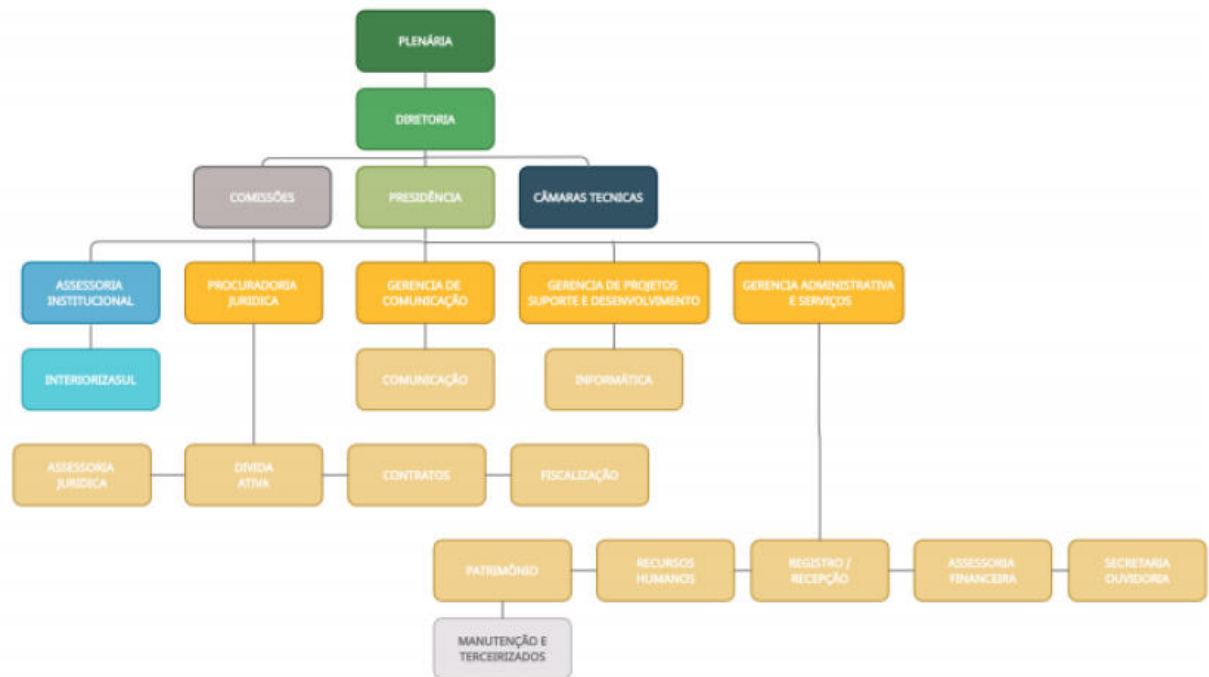 PLENÁRIA
DIRETORIA
COMISSÕES
PRESIDÊNCIA
CÂMARAS TECNICAS
ASSESSORIA
INSTITUCIONAL
PROCURADORIA
JURIDICA
GERENCIA DE
COMUNICAÇÃO
GERENCIA DE PROJETOS
SUPORTE E DESENVOLVIMENTO
GERENCIA ADMINISTRATIVA
E SERVIÇOS
INTERIORIZASUL
COMUNICAÇÃO
INFORMÁTICA
ASSESSORIA
JURIDICA
DIVIDA
ATIVA
CONTRATOS
FISCALIZAÇÃO
PATRIMÔNIO
RECURSOS
HUMANOS
REGISTRO /
RECEPÇÃO
ASSESSORIA
FINANCEIRA
SECRETARIA
OUVIDORIA
MANUTENÇÃO E
TERCEIRIZADOS